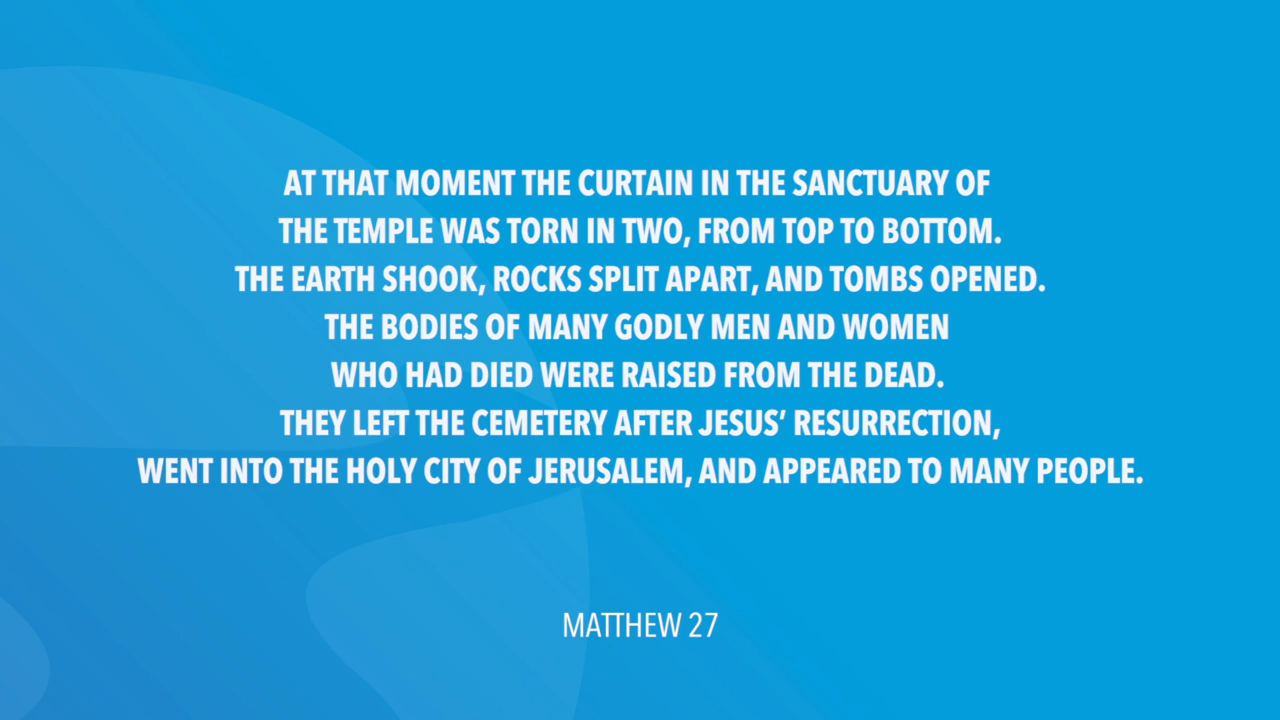 AT THAT MOMENT THE CURTAIN IN THE SANCTUARY OF
THE TEMPLE WAS TORN IN TWO, FROM TOP TO BOTTOM.
THE EARTH SHOOK, ROCKS SPLIT APART, AND TOMBS OPENED.
THE BODIES OF MANY GODLY MEN AND WOMEN
WHO HAD DIED WERE RAISED FROM THE DEAD.
THEY LEFT THE CEMETERY AFTER JESUS’ RESURRECTION,
WENT INTO THE HOLY CITY OF JERUSALEM, AND APPEARED TO MANY PEOPLE.
MATTHEW 27